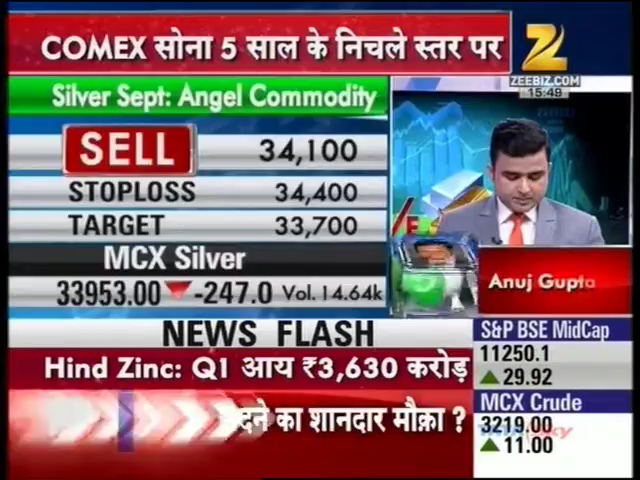 COMEX सोना 5 साल के निचले स्तर पर
ZEEBIZ.COM
15:49
Silver Sept: Angel Commodity
SELL 34,100
STOPLOSS 34,400
TARGET 33,700
MCX Silver
33953.00 -247.0 Vol. 14.64k
Anuj Gupta
NEWS FLASH
Hind Zinc: Q1 आय ₹3,630 करोड़
का शानदार मौक़ा ?
S&P BSE MidCap
11250.1
29.92
MCX Crude
3219.00
11.00